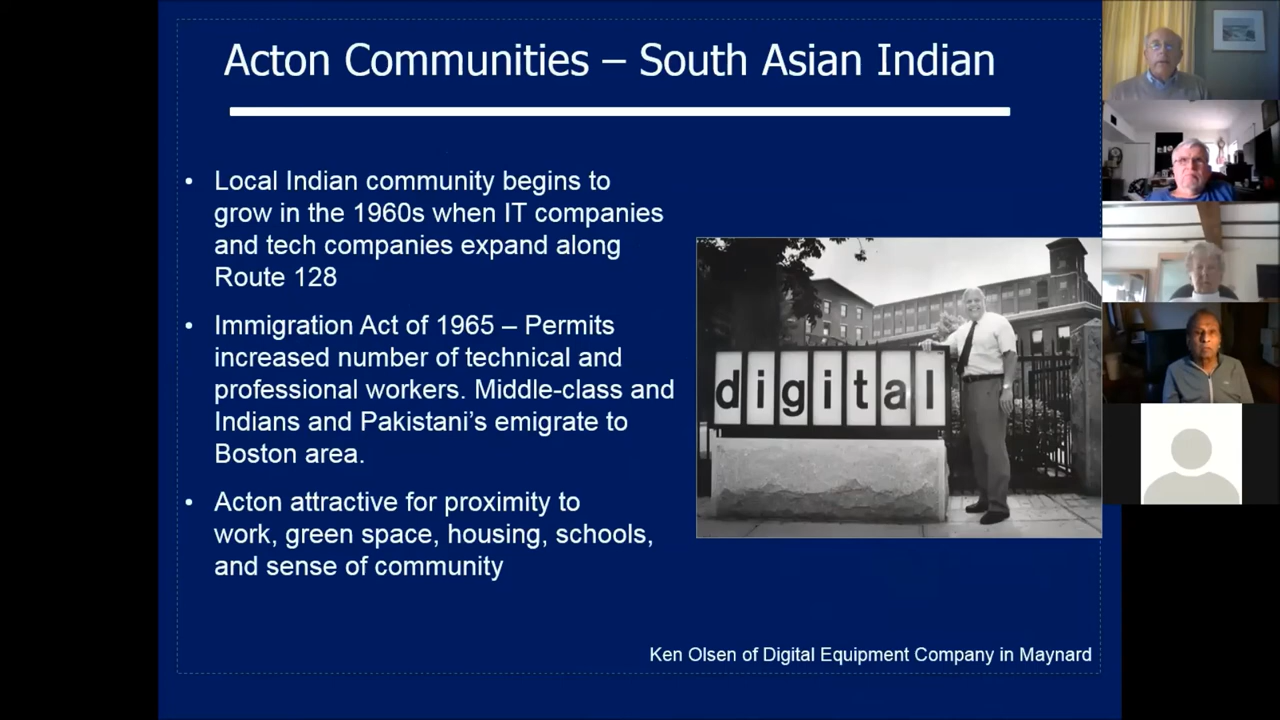 Acton Communities – South Asian Indian
• Local Indian community begins to
grow in the 1960s when IT companies
and tech companies expand along
Route 128
• Immigration Act of 1965 – Permits
increased number of technical and
professional workers. Middle-class and
Indians and Pakistani’s emigrate to
Boston area.
• Acton attractive for proximity to
work, green space, housing, schools,
and sense of community
digital
Ken Olsen of Digital Equipment Company in Maynard